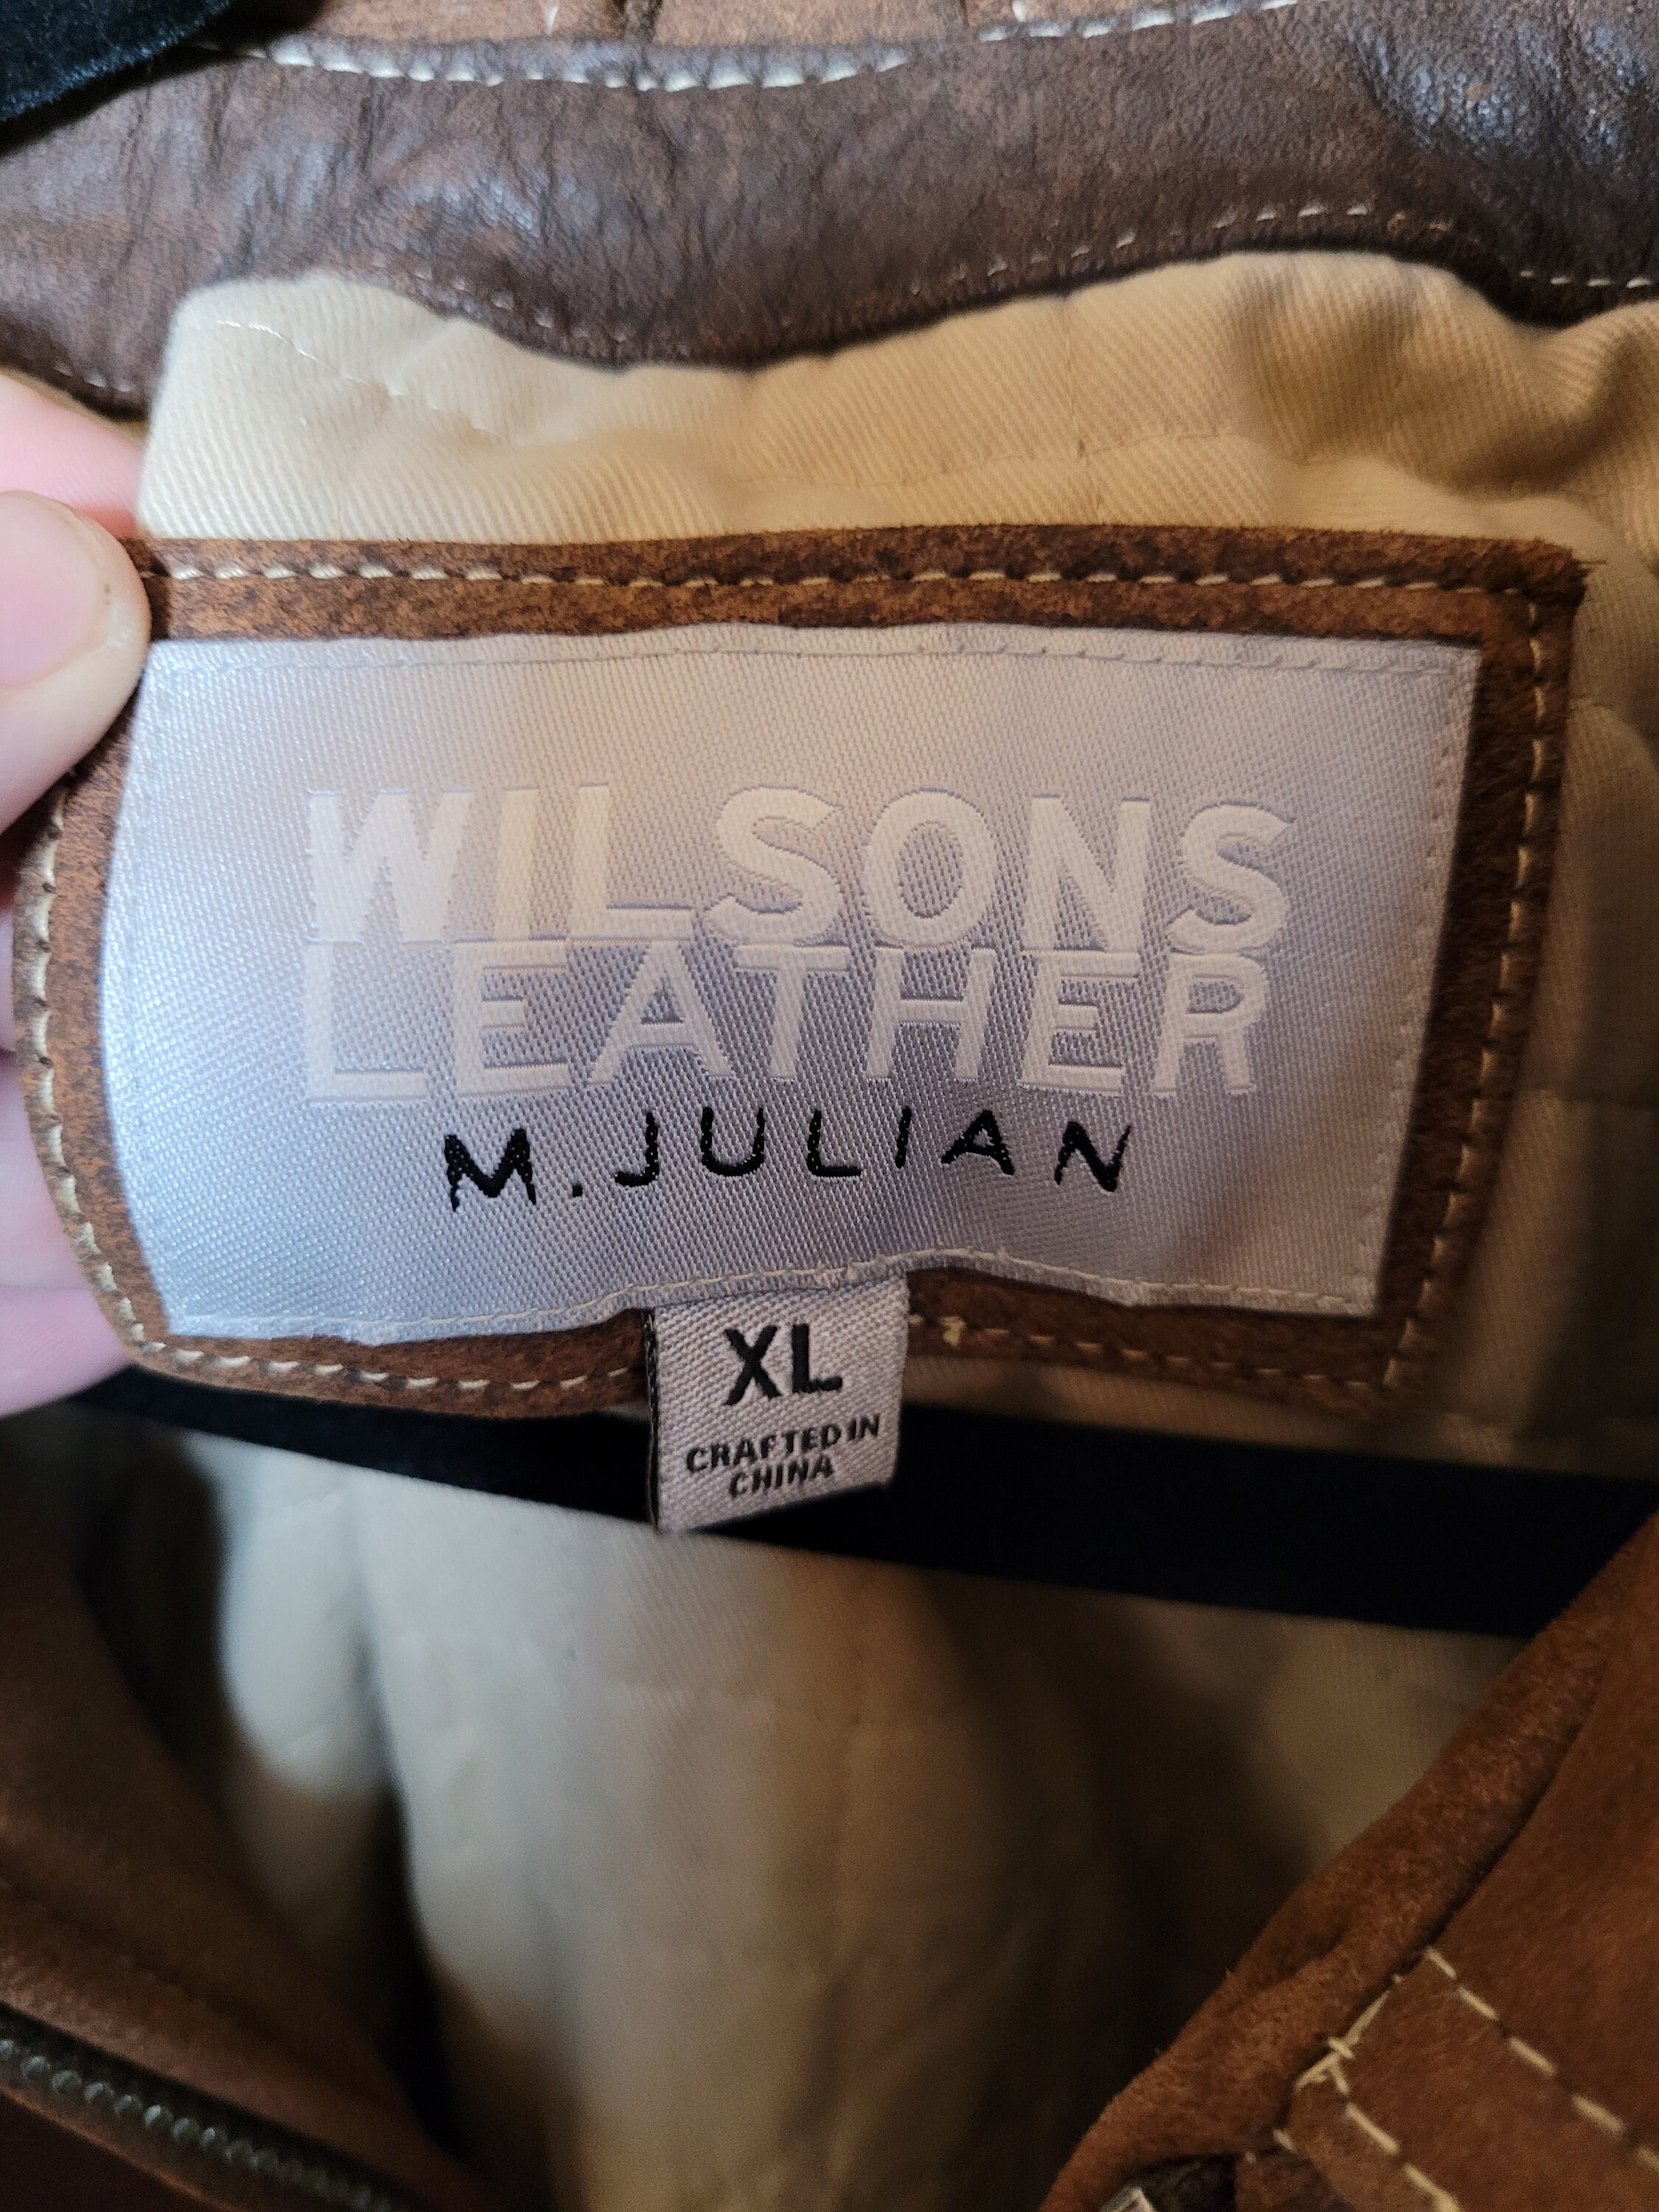 WILSONS
LEATHER
M.JULIAN
XL
CRAFTED IN
CHINA